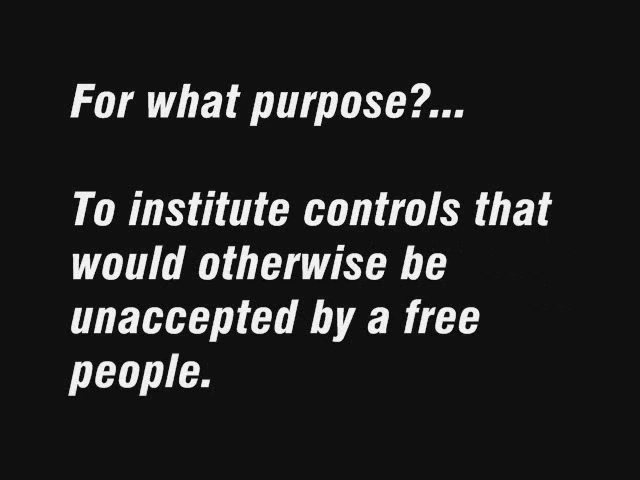 For what purpose?...
To institute controls that
would otherwise be
unaccepted by a free
people.